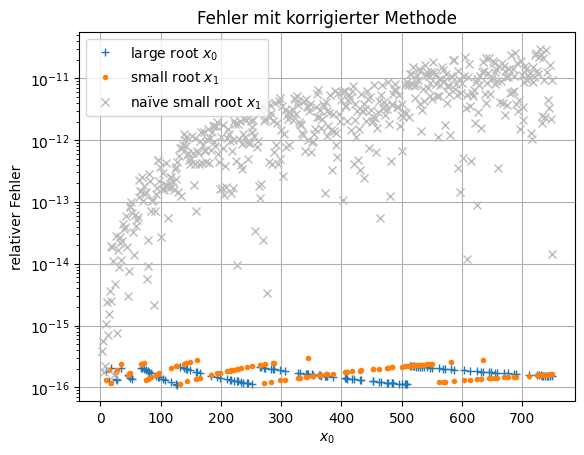 Fehler mit korrigierter Methode
large root x₀
small root x₁
naïve small root x₁
relativer Fehler
10⁻¹¹
10⁻¹²
10⁻¹³
10⁻¹⁴
10⁻¹⁵
10⁻¹⁶
0 100 200 300 400 500 600 700
x₀